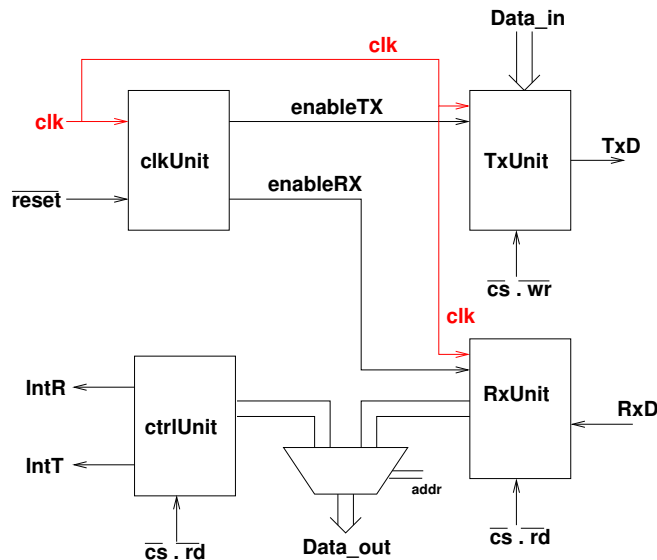 Data_in
clk
enableTX
clk
clkUnit
TxUnit
TxD
enableRX
reset
cs . wr
clk
IntR
RxUnit
ctrlUnit
RxD
IntT
addr
cs . rd
Data_out
cs . rd